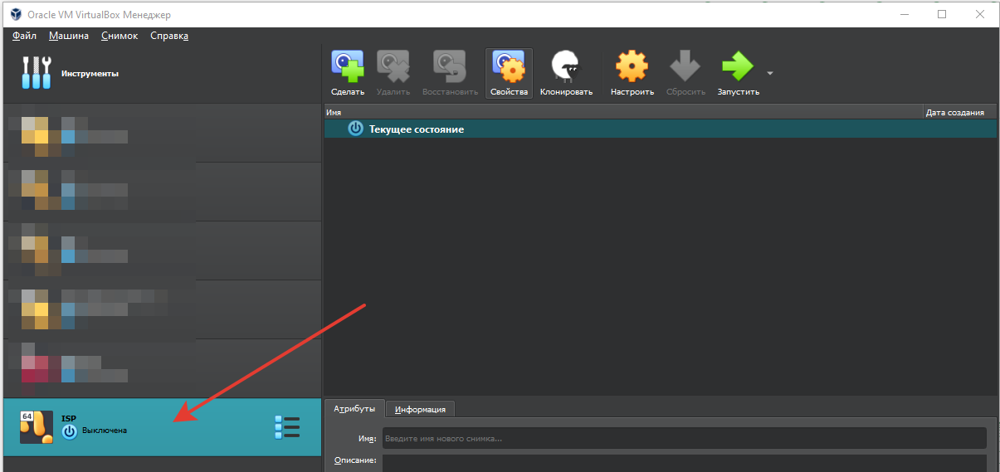 Oracle VM VirtualBox Менеджер
Файл Машина Снимок Справка
Инструменты
Сделать Удалить Восстановить Свойства Клонировать Настроить Сбросить Запустить
Имя Дата создания
Текущее состояние
64 ISP
Выключена
Атрибуты Информация
Имя: Введите имя нового снимка...
Описание: